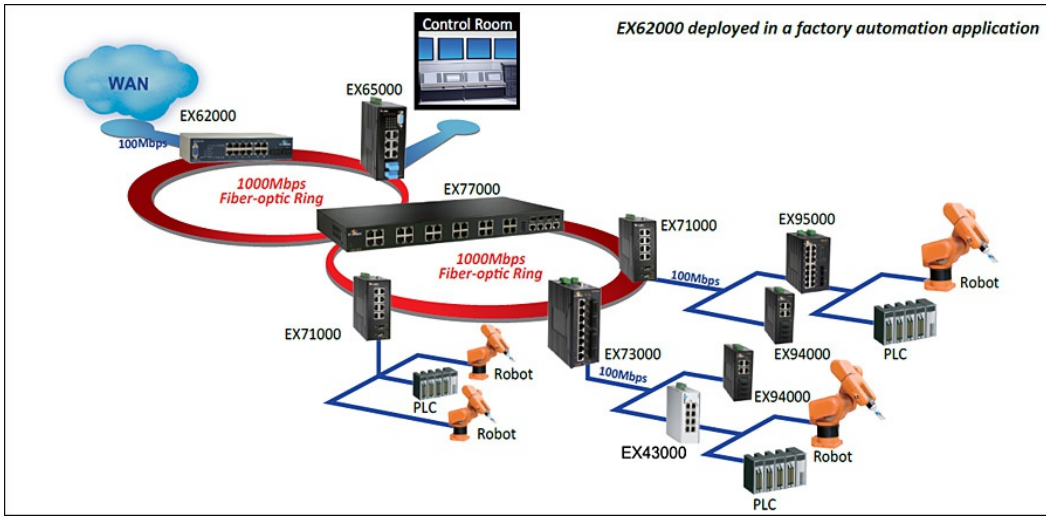 Control Room
EX62000 deployed in a factory automation application
WAN
EX65000
EX62000
100Mbps
1000Mbps
Fiber-optic Ring
EX77000
EX71000
EX95000
1000Mbps
Fiber-optic Ring
100Mbps
Robot
EX71000
EX73000
EX94000
PLC
Robot
100Mbps
PLC
EX94000
Robot
EX43000
Robot
PLC